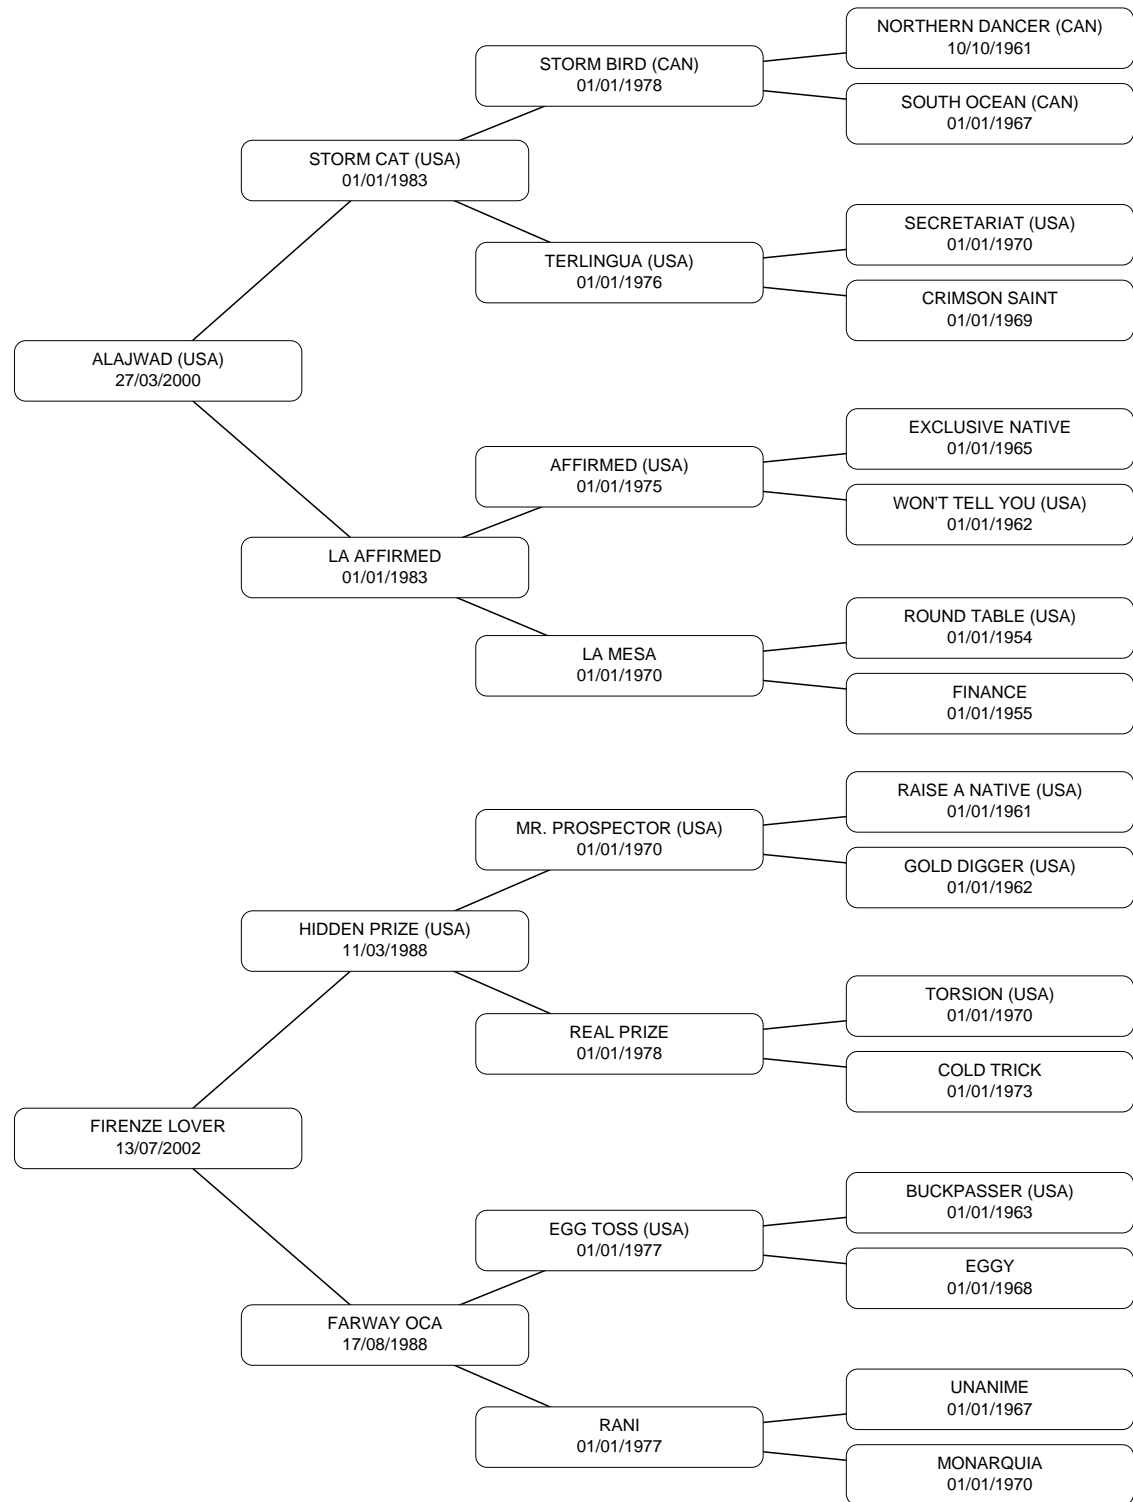 NORTHERN DANCER (CAN)
10/10/1961
STORM BIRD (CAN)
01/01/1978
SOUTH OCEAN (CAN)
01/01/1967
STORM CAT (USA)
01/01/1983
SECRETARIAT (USA)
01/01/1970
TERLINGUA (USA)
01/01/1976
CRIMSON SAINT
01/01/1969
ALAJWAD (USA)
27/03/2000
EXCLUSIVE NATIVE
01/01/1965
AFFIRMED (USA)
01/01/1975
WON'T TELL YOU (USA)
01/01/1962
LA AFFIRMED
01/01/1983
ROUND TABLE (USA)
01/01/1954
LA MESA
01/01/1970
FINANCE
01/01/1955
RAISE A NATIVE (USA)
01/01/1961
MR. PROSPECTOR (USA)
01/01/1970
GOLD DIGGER (USA)
01/01/1962
HIDDEN PRIZE (USA)
11/03/1988
TORSION (USA)
01/01/1970
REAL PRIZE
01/01/1978
COLD TRICK
01/01/1973
FIRENZE LOVER
13/07/2002
BUCKPASSER (USA)
01/01/1963
EGG TOSS (USA)
01/01/1977
EGGY
01/01/1968
FARWAY OCA
17/08/1988
UNANIME
01/01/1967
RANI
01/01/1977
MONARQUIA
01/01/1970